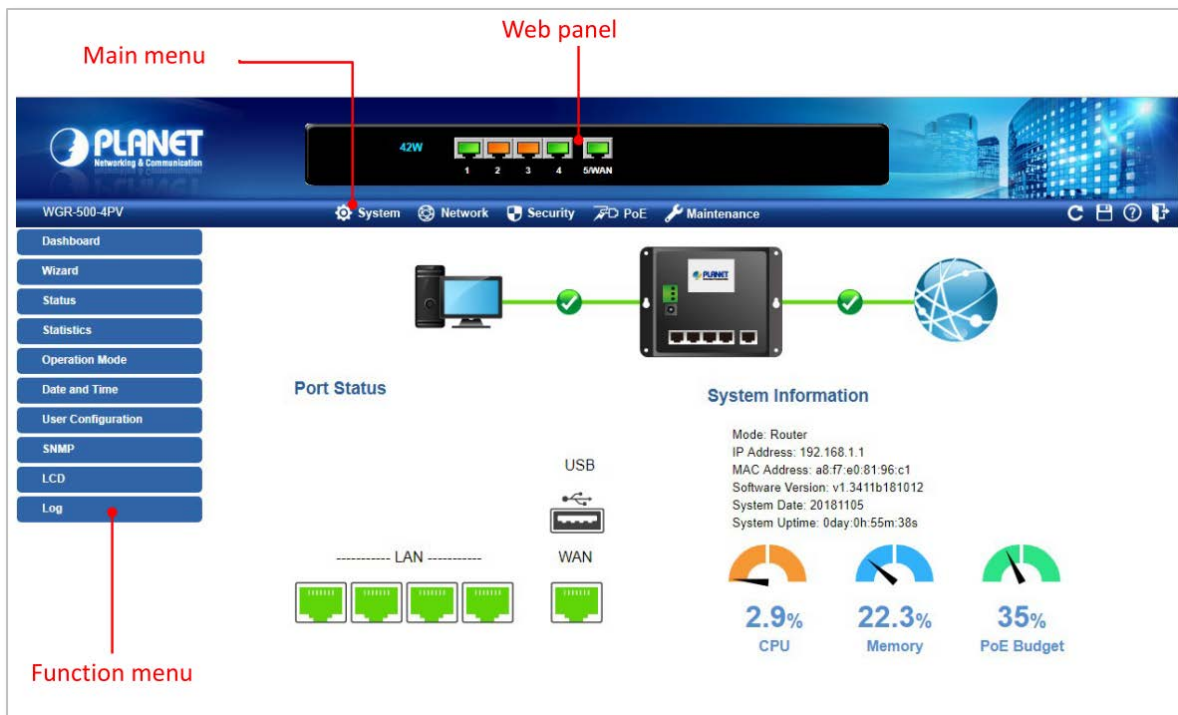 Web panel
Main menu
PLANET
Networking & Communication
42W
1 2 3 4 5/WAN
WGR-500-4PV
System Network Security PoE Maintenance
Dashboard
Wizard
Status
Statistics
Operation Mode
Date and Time
User Configuration
SNMP
LCD
Log
PLANET
Port Status
USB
---------- LAN -----------
WAN
System Information
Mode: Router
IP Address: 192.168.1.1
MAC Address: a8:f7:e0:81:96:c1
Software Version: v1.3411b181012
System Date: 20181105
System Uptime: 0day:0h:55m:38s
2.9% 22.3% 35%
CPU Memory PoE Budget
Function menu